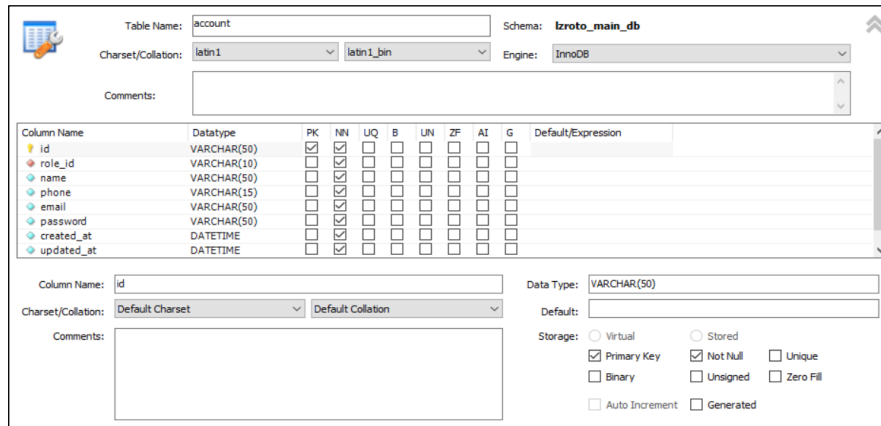 Table Name: account Schema: lzroto_main_db
Charset/Collation: latin1 latin1_bin Engine: InnoDB
Comments:
Column Name Datatype PK NN UQ B UN ZF AI G Default/Expression
id VARCHAR(50)
role_id VARCHAR(10)
name VARCHAR(50)
phone VARCHAR(15)
email VARCHAR(50)
password VARCHAR(50)
created_at DATETIME
updated_at DATETIME
Column Name: id Data Type: VARCHAR(50)
Charset/Collation: Default Charset Default Collation Default:
Comments: Storage: Virtual Stored
Primary Key Not Null Unique
Binary Unsigned Zero Fill
Auto Increment Generated